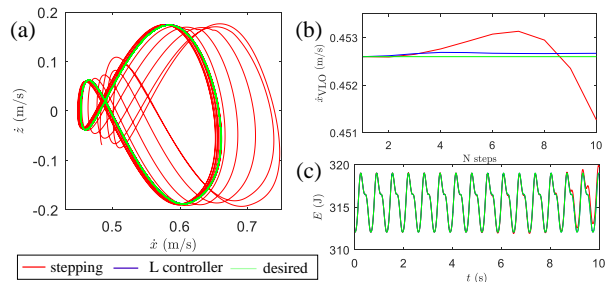 (a)
0.2
0.1
0
-0.1
-0.2
ż (m/s)
0.5
0.6
0.7
ẋ (m/s)
stepping
L controller
desired
(b)
0.453
0.452
0.451
ẋVLO (m/s)
2
4
6
8
10
N steps
(c)
320
316
312
E (J)
0
2
4
6
8
10
t (s)